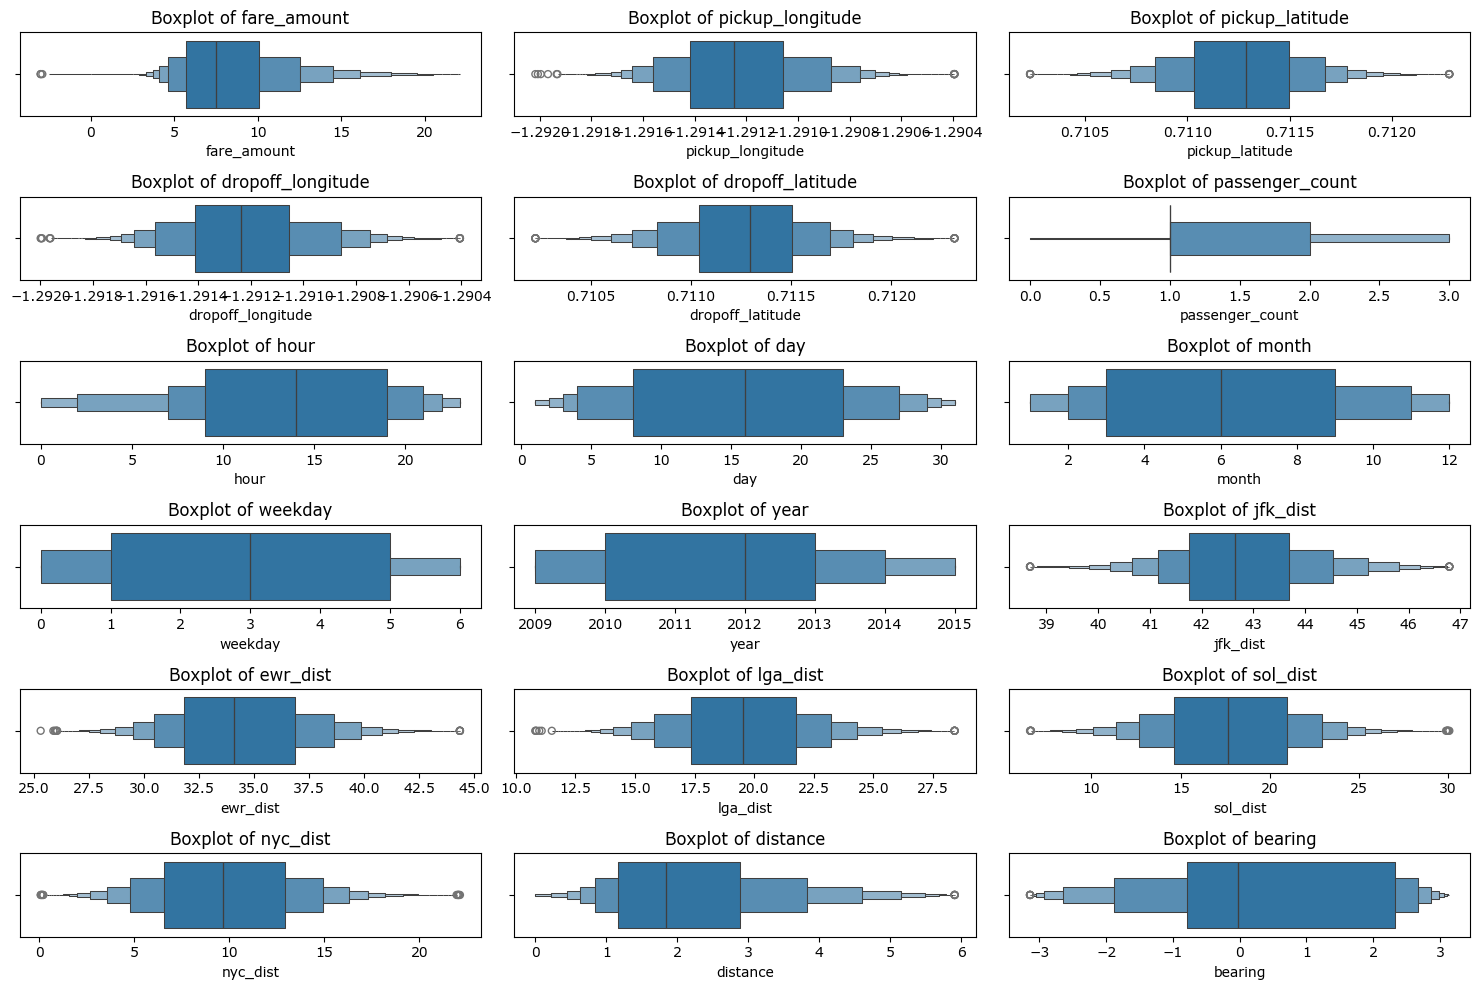 Boxplot of fare_amount
Boxplot of pickup_longitude
Boxplot of pickup_latitude
0 5 10 15 20
−1.2920 −1.2918 −1.2916 −1.2914 −1.2912 −1.2910 −1.2908 −1.2906 −1.2904
0.7105 0.7110 0.7115 0.7120
fare_amount
pickup_longitude
pickup_latitude
Boxplot of dropoff_longitude
Boxplot of dropoff_latitude
Boxplot of passenger_count
−1.2920 −1.2918 −1.2916 −1.2914 −1.2912 −1.2910 −1.2908 −1.2906 −1.2904
0.7105 0.7110 0.7115 0.7120
0.0 0.5 1.0 1.5 2.0 2.5 3.0
dropoff_longitude
dropoff_latitude
passenger_count
Boxplot of hour
Boxplot of day
Boxplot of month
0 5 10 15 20
0 5 10 15 20 25 30
2 4 6 8 10 12
hour
day
month
Boxplot of weekday
Boxplot of year
Boxplot of jfk_dist
0 1 2 3 4 5 6
2009 2010 2011 2012 2013 2014 2015
39 40 41 42 43 44 45 46 47
weekday
year
jfk_dist
Boxplot of ewr_dist
Boxplot of lga_dist
Boxplot of sol_dist
25.0 27.5 30.0 32.5 35.0 37.5 40.0 42.5 45.0
10.0 12.5 15.0 17.5 20.0 22.5 25.0 27.5
10 15 20 25 30
ewr_dist
lga_dist
sol_dist
Boxplot of nyc_dist
Boxplot of distance
Boxplot of bearing
0 5 10 15 20
0 1 2 3 4 5 6
−3 −2 −1 0 1 2 3
nyc_dist
distance
bearing